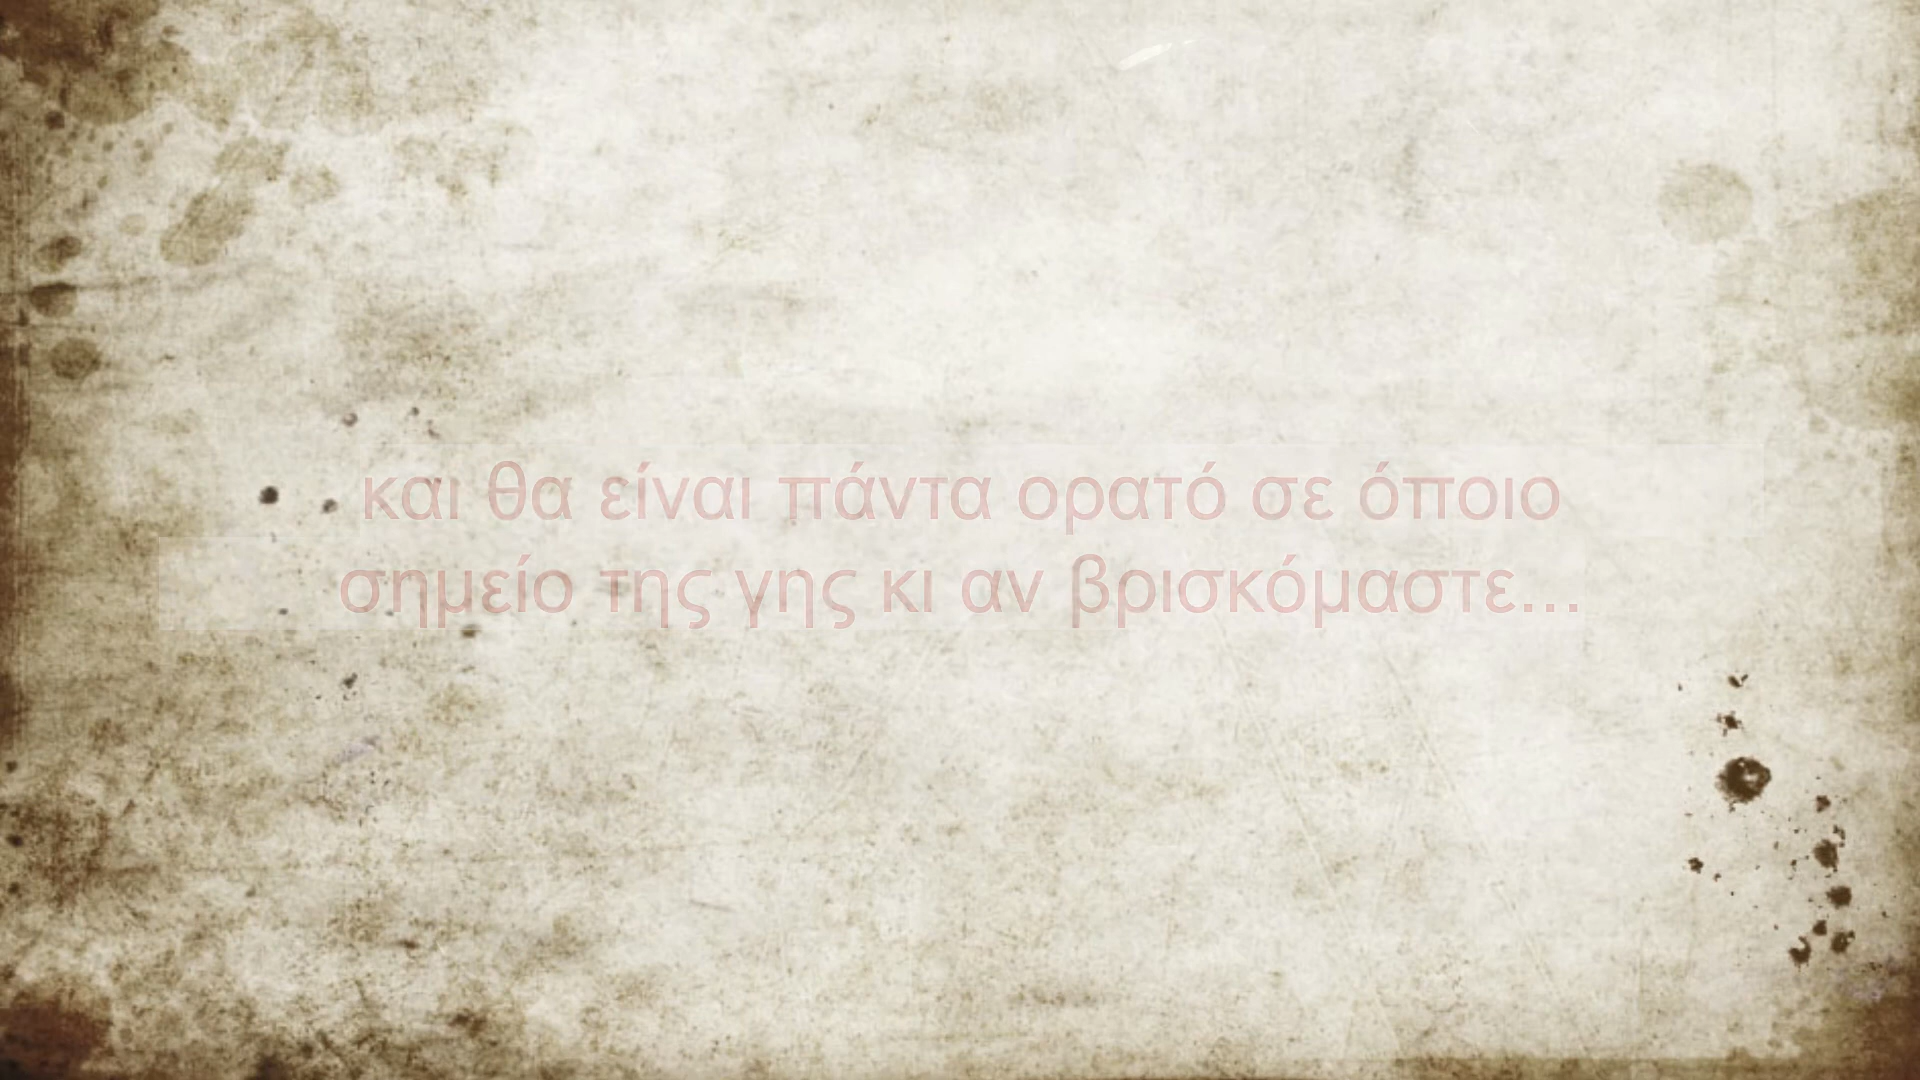 και θα είναι πάντα ορατό σε όποιο
σημείο της γης κι αν βρισκόμαστε...